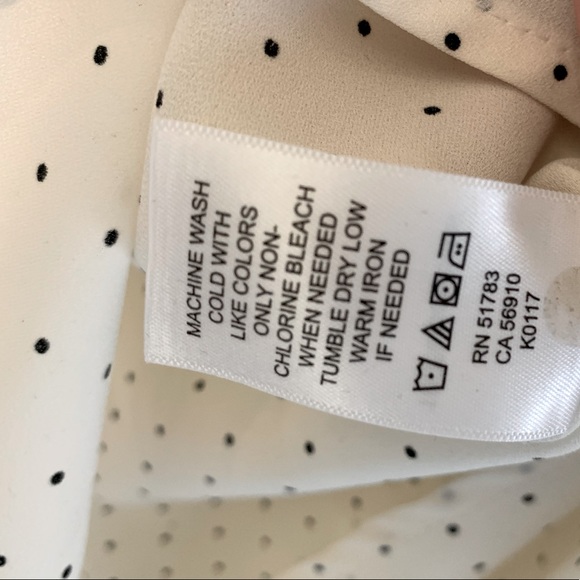 MACHINE WASH
COLD WITH
LIKE COLORS
ONLY NON-
CHLORINE BLEACH
WHEN NEEDED
TUMBLE DRY LOW
WARM IRON
IF NEEDED
RN 51783
CA 56910
K0117